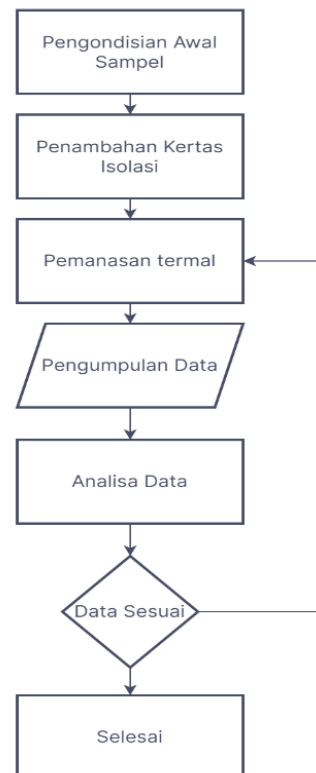 Pengondisian Awal
Sampel
Penambahan Kertas
Isolasi
Pemanasan termal
Pengumpulan Data
Analisa Data
Data Sesuai
Selesai